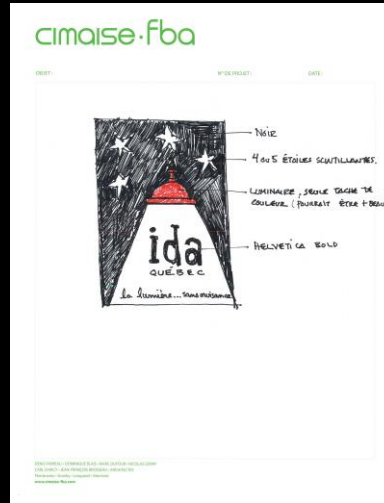 cimaise·fba
OBJET :
N° DE PROJET :
DATE :
NOIR
4 ou 5 ÉTOILES SCINTILLANTES.
LUMINAIRE, SEULE TACHE DE
COULEUR (POURRAIT ÊTRE + BEAU
ida
QUÉBEC
HELVETICA BOLD
la lumière... sans nuisance
www.cimaise-fba.com